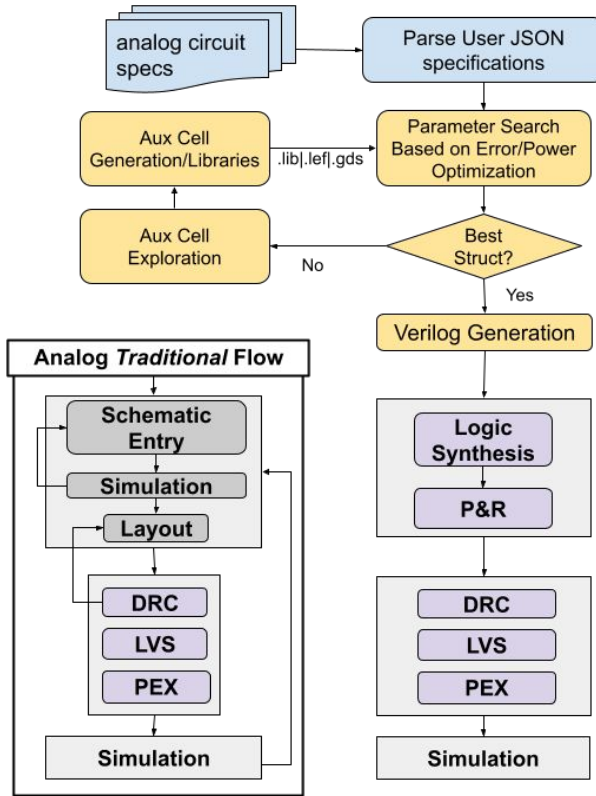 analog circuit
specs
Parse User JSON
specifications
Aux Cell
Generation/Libraries
.lib|.lef|.gds
Parameter Search
Based on Error/Power
Optimization
Aux Cell
Exploration
No
Best
Struct?
Yes
Verilog Generation
Analog Traditional Flow
Schematic
Entry
Simulation
Layout
DRC
LVS
PEX
Simulation
Logic
Synthesis
P&R
DRC
LVS
PEX
Simulation